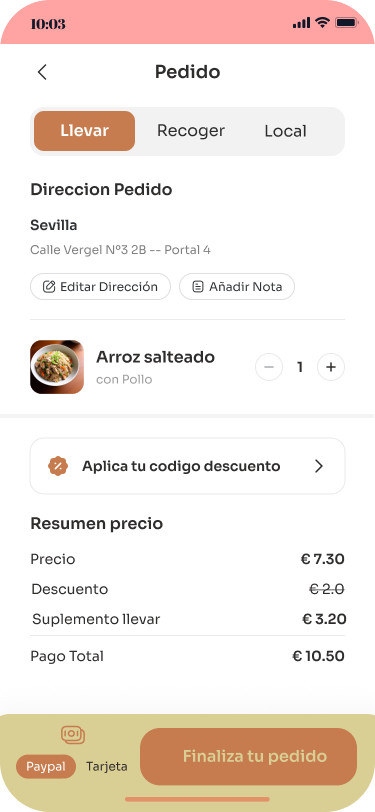 10:03
Pedido
Llevar Recoger Local
Direccion Pedido
Sevilla
Calle Vergel Nº3 2B -- Portal 4
Editar Dirección Añadir Nota
Arroz salteado
con Pollo
1
Aplica tu codigo descuento
Resumen precio
Precio € 7.30
Descuento € 2.0
Suplemento llevar € 3.20
Pago Total € 10.50
Paypal Tarjeta Finaliza tu pedido